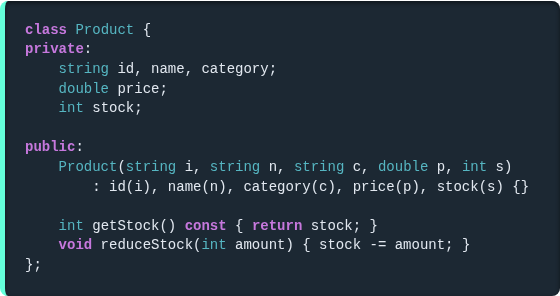 class Product {
private:
    string id, name, category;
    double price;
    int stock;

public:
    Product(string i, string n, string c, double p, int s)
        : id(i), name(n), category(c), price(p), stock(s) {}

    int getStock() const { return stock; }
    void reduceStock(int amount) { stock -= amount; }
};